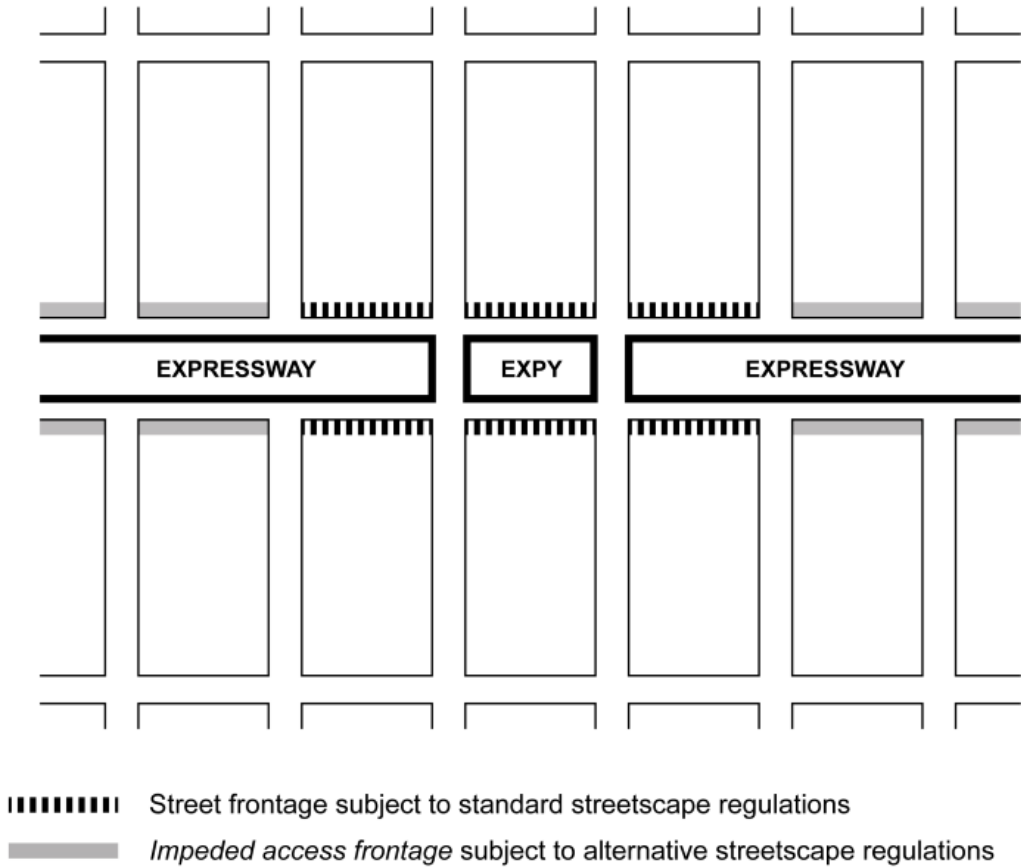 EXPRESSWAY EXPY EXPRESSWAY
Street frontage subject to standard streetscape regulations
Impeded access frontage subject to alternative streetscape regulations